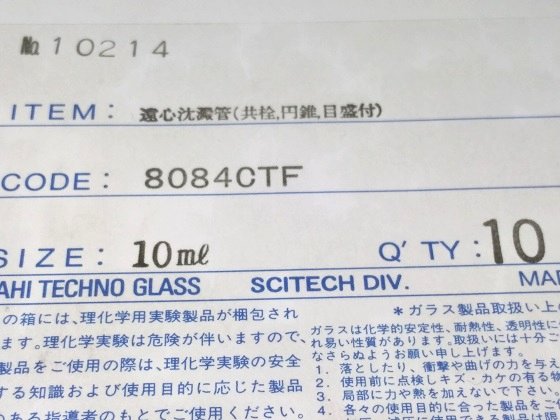 №10214
ITEM: 遠心沈澱管(共栓,円錐,目盛付)
CODE: 8084CTF
SIZE: 10㎖ Q'TY: 10
AHI TECHNO GLASS SCITECH DIV. MA
の箱には、理化学用実験製品が梱包され
ます。理化学実験は危険が伴いますので、
製品をご使用の際は、理化学実験の安全
する知識および使用目的に応じた製品
のある指導者のもとでご使用ください。
*ガラス製品取扱い上の
ガラスは化学的安定性、耐熱性、透明性に
れ易い性質があります。取扱いには十分ご
なさらぬようお願い申し上げます。
1. 落としたり、衝撃や曲げの力を与え
2. 使用前に点検しキズ・カケの有る物
3. 局部に力や熱を加えないで下さい。
4. 各々の使用目的に合った製品をご